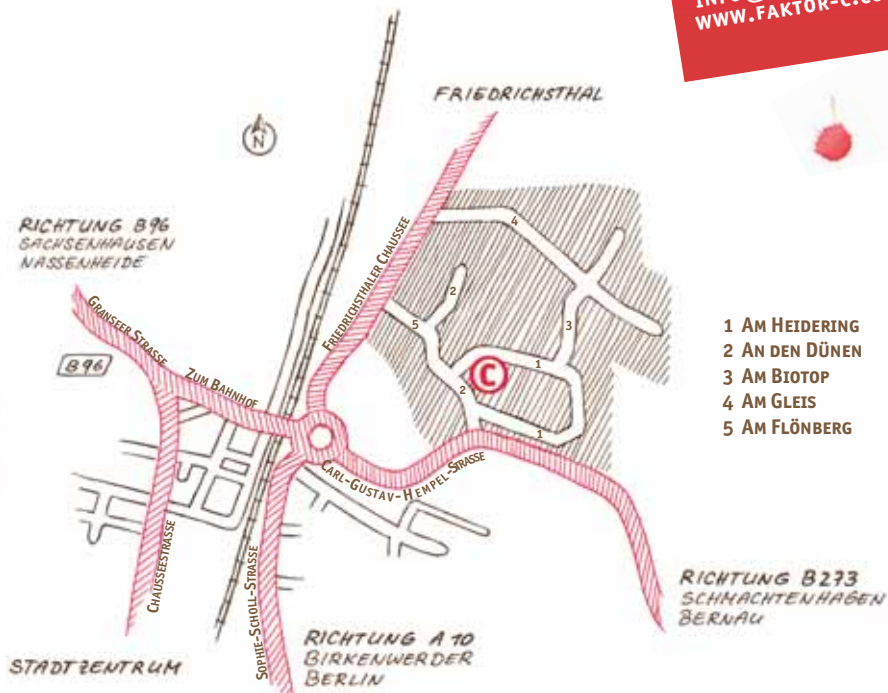 WWW.FAKTOR-C.CO
FRIEDRICHSTHAL
N
RICHTUNG B96
SACHSENHAUSEN
NASSENHEIDE
B96
GRANSEER STRASSE
ZUM BAHNHOF
FRIEDRICHSTHALER CHAUSSEE
4
2
5
3
1
C
2
1
1 AM HEIDERING
2 AN DEN DÜNEN
3 AM BIOTOP
4 AM GLEIS
5 AM FLÖNBERG
CARL-GUSTAV-HEMPEL-STRASSE
CHAUSSEESTRASSE
SOPHIE-SCHOLL-STRASSE
RICHTUNG B273
SCHMACHTENHAGEN
BERNAU
STADTZENTRUM
RICHTUNG A 10
BIRKENWERDER
BERLIN